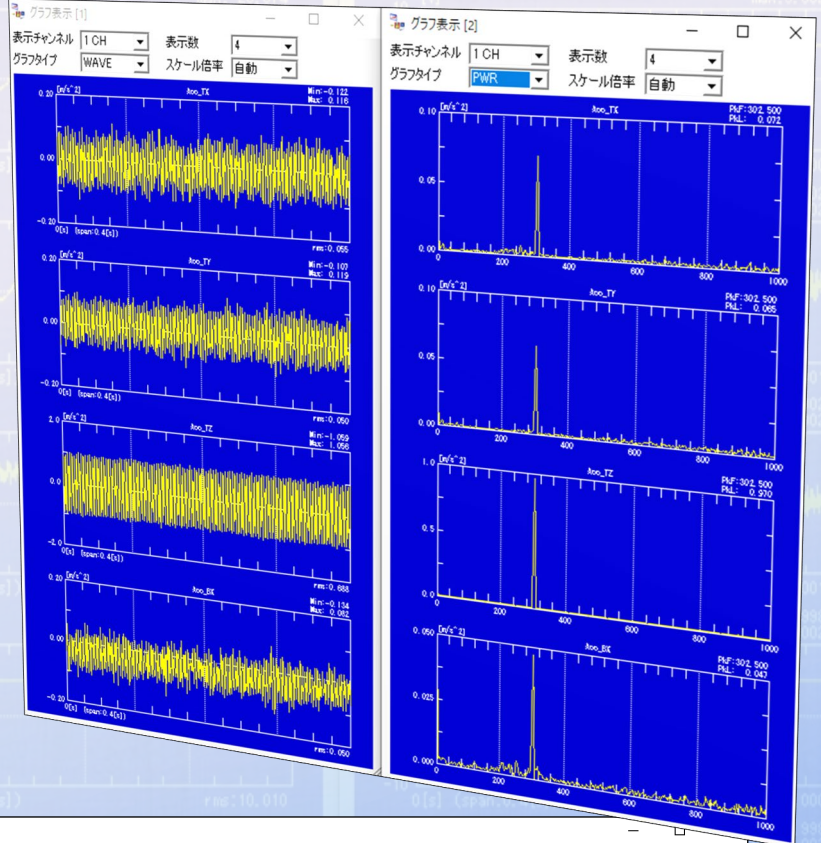 グラフ表示 [1]
表示チャンネル 1 CH 表示数 4
グラフタイプ WAVE スケール倍率 自動
[m/s^2] Acc_TX Min:-0.122
Max: 0.116
0.20
0.00
-0.20
0[s] (span:0.4[s])
rms:0.055
[m/s^2] Acc_TY Min:-0.107
Max: 0.119
0.20
0.00
-0.20
0[s] (span:0.4[s])
rms:0.050
[m/s^2] Acc_TZ Min:-1.059
Max: 1.056
2.0
0.0
-2.0
0[s] (span:0.4[s])
rms:0.688
[m/s^2] Acc_BX Min:-0.134
Max: 0.082
0.20
0.00
-0.20
0[s] (span:0.4[s])
rms:0.050
グラフ表示 [2]
表示チャンネル 1 CH 表示数 4
グラフタイプ PWR スケール倍率 自動
[m/s^2] Acc_TX PkF:302.500
PkL: 0.072
0.10
0.05
0.00
0 200 400 600 800 1000
[m/s^2] Acc_TY PkF:302.500
PkL: 0.065
0.10
0.05
0.00
0 200 400 600 800 1000
[m/s^2] Acc_TZ PkF:302.500
PkL: 0.970
1.0
0.5
0.0
0 200 400 600 800 1000
[m/s^2] Acc_BX PkF:302.500
PkL: 0.047
0.050
0.025
0.000
0 200 400 600 800 1000
rms:10.010
-10
0[s] (span:0.